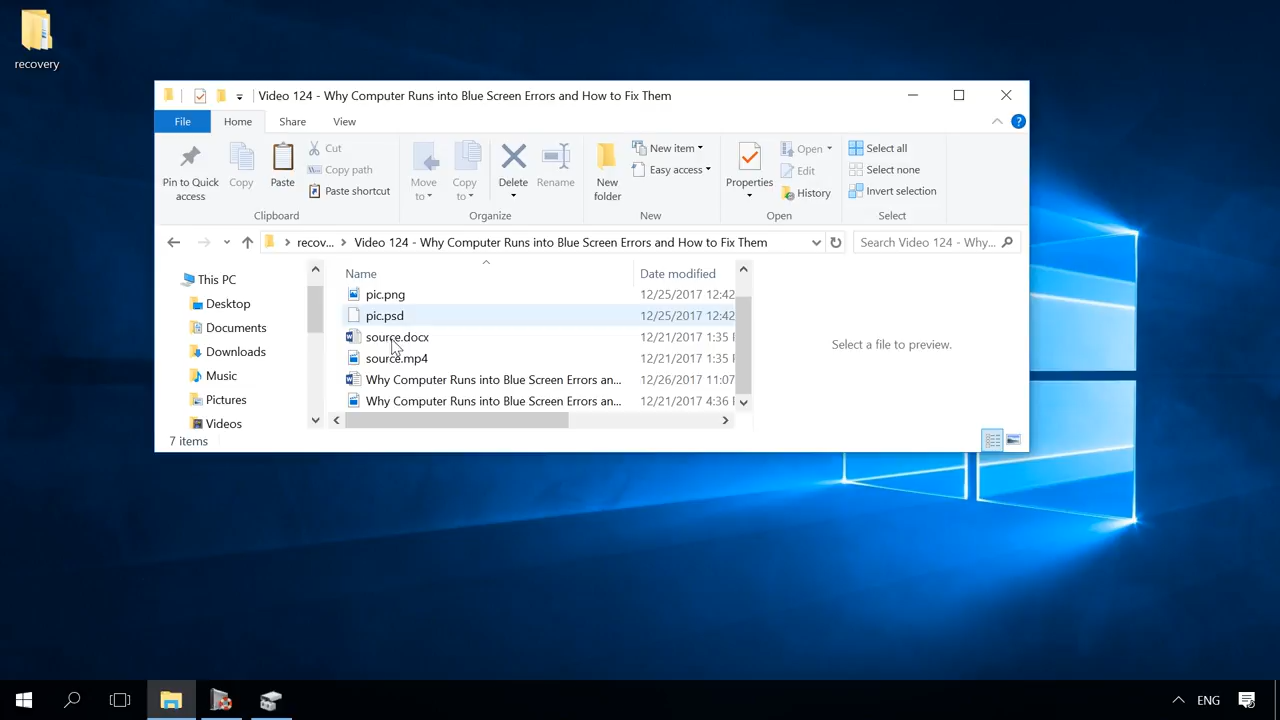 recovery
Video 124 - Why Computer Runs into Blue Screen Errors and How to Fix Them
File Home Share View
Pin to Quick access
Copy
Paste
Cut
Copy path
Paste shortcut
Clipboard
Move to
Copy to
Delete
Rename
Organize
New folder
New item
Easy access
New
Properties
Open
Edit
History
Open
Select all
Select none
Invert selection
Select
recov... Video 124 - Why Computer Runs into Blue Screen Errors and How to Fix Them
Search Video 124 - Why...
This PC
Desktop
Documents
Downloads
Music
Pictures
Videos
Name Date modified
pic.png 12/25/2017 12:42
pic.psd 12/25/2017 12:42
source.docx 12/21/2017 1:35 P
source.mp4 12/21/2017 1:35 P
Why Computer Runs into Blue Screen Errors an... 12/26/2017 11:07
Why Computer Runs into Blue Screen Errors an... 12/21/2017 4:36 P
Select a file to preview.
7 items
ENG